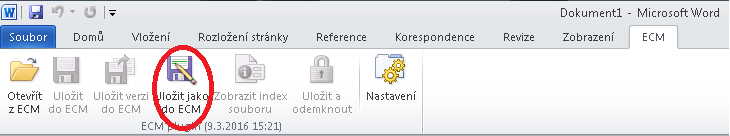 Dokument1 - Microsoft Word
Soubor Domů Vložení Rozložení stránky Reference Korespondence Revize Zobrazení ECM
Otevřít z ECM
Uložit do ECM
Uložit verzi do ECM
Uložit jako do ECM
Zobrazit index souboru
Uložit a odemknout
Nastavení
ECM plugin (9.3.2016 15:21)